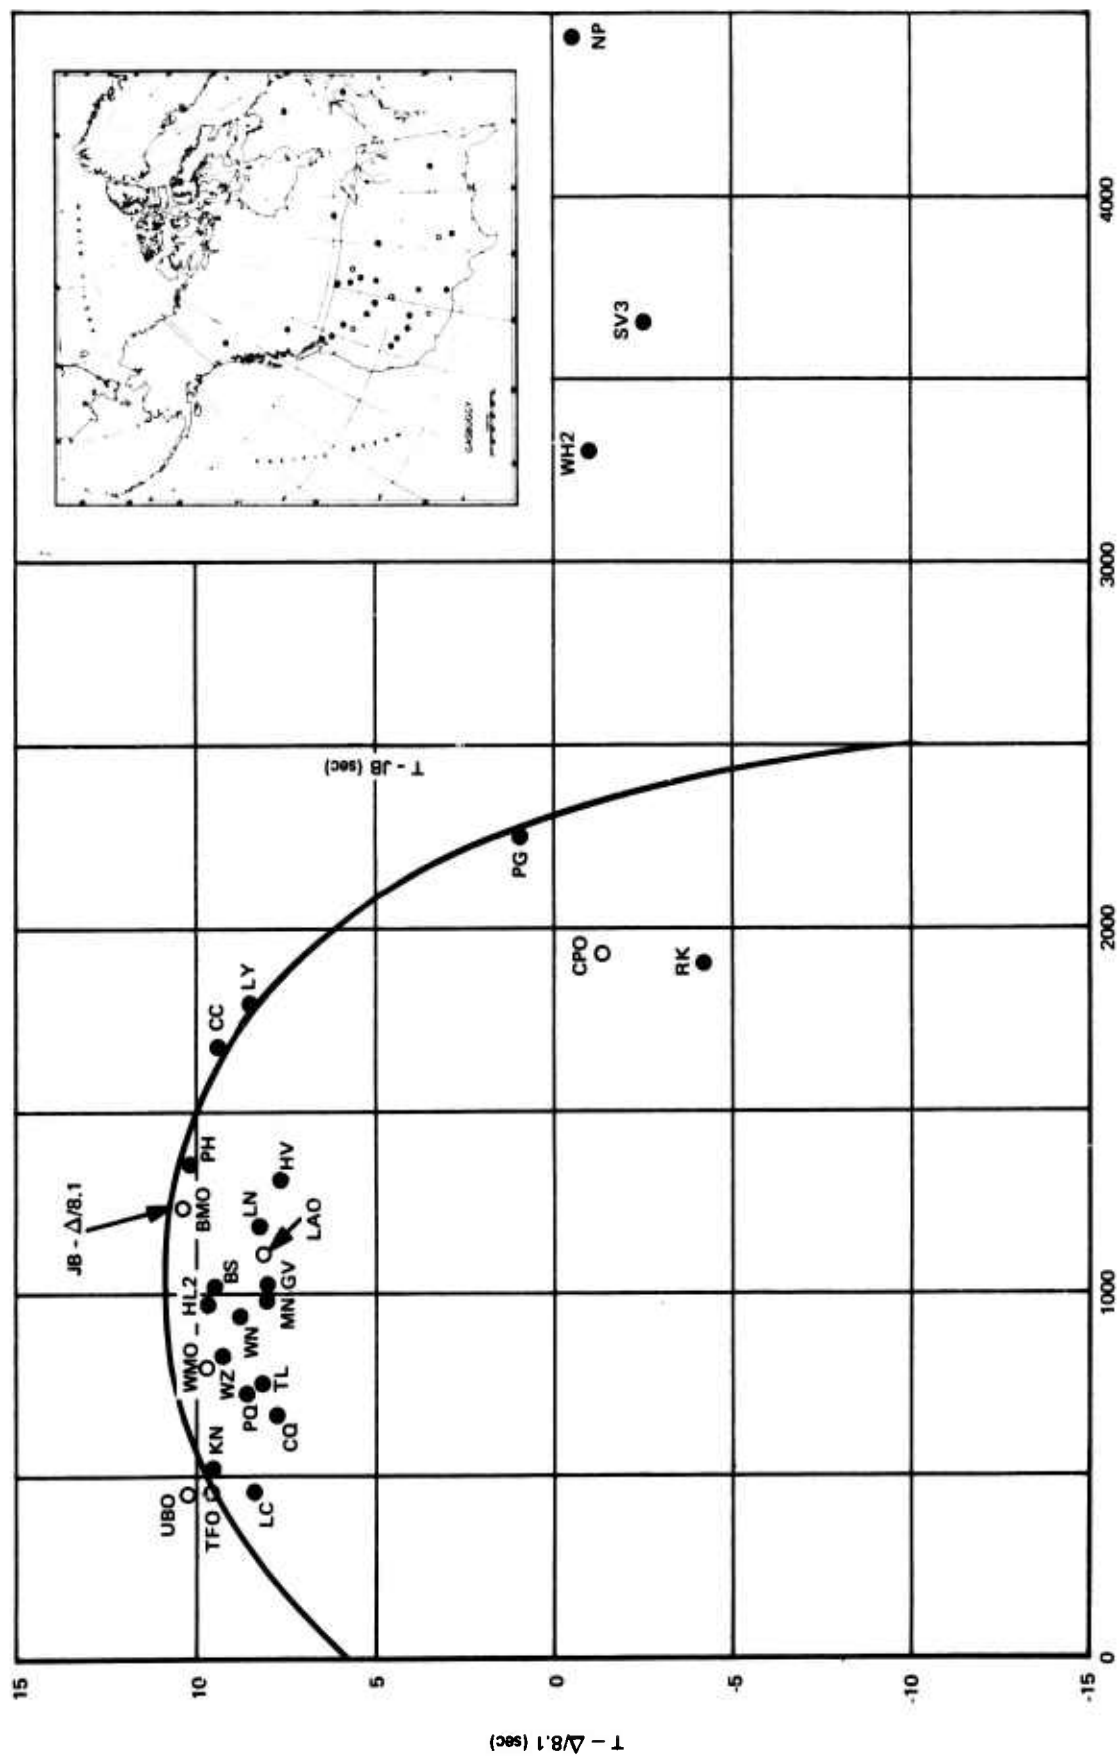 15
10
5
0
-5
-10
-15
T – Δ/8.1 (sec)
0
1000
2000
3000
4000
JB - Δ/8.1
T - JB (sec)
UBO
TFO
KN
LC
WMO
HL2
WZ
PQ
CQ
TL
WN
BS
MN
GV
LAO
LN
BMO
PH
HV
CC
LY
PG
CPO
RK
WH2
SV3
NP
GASBUGGY